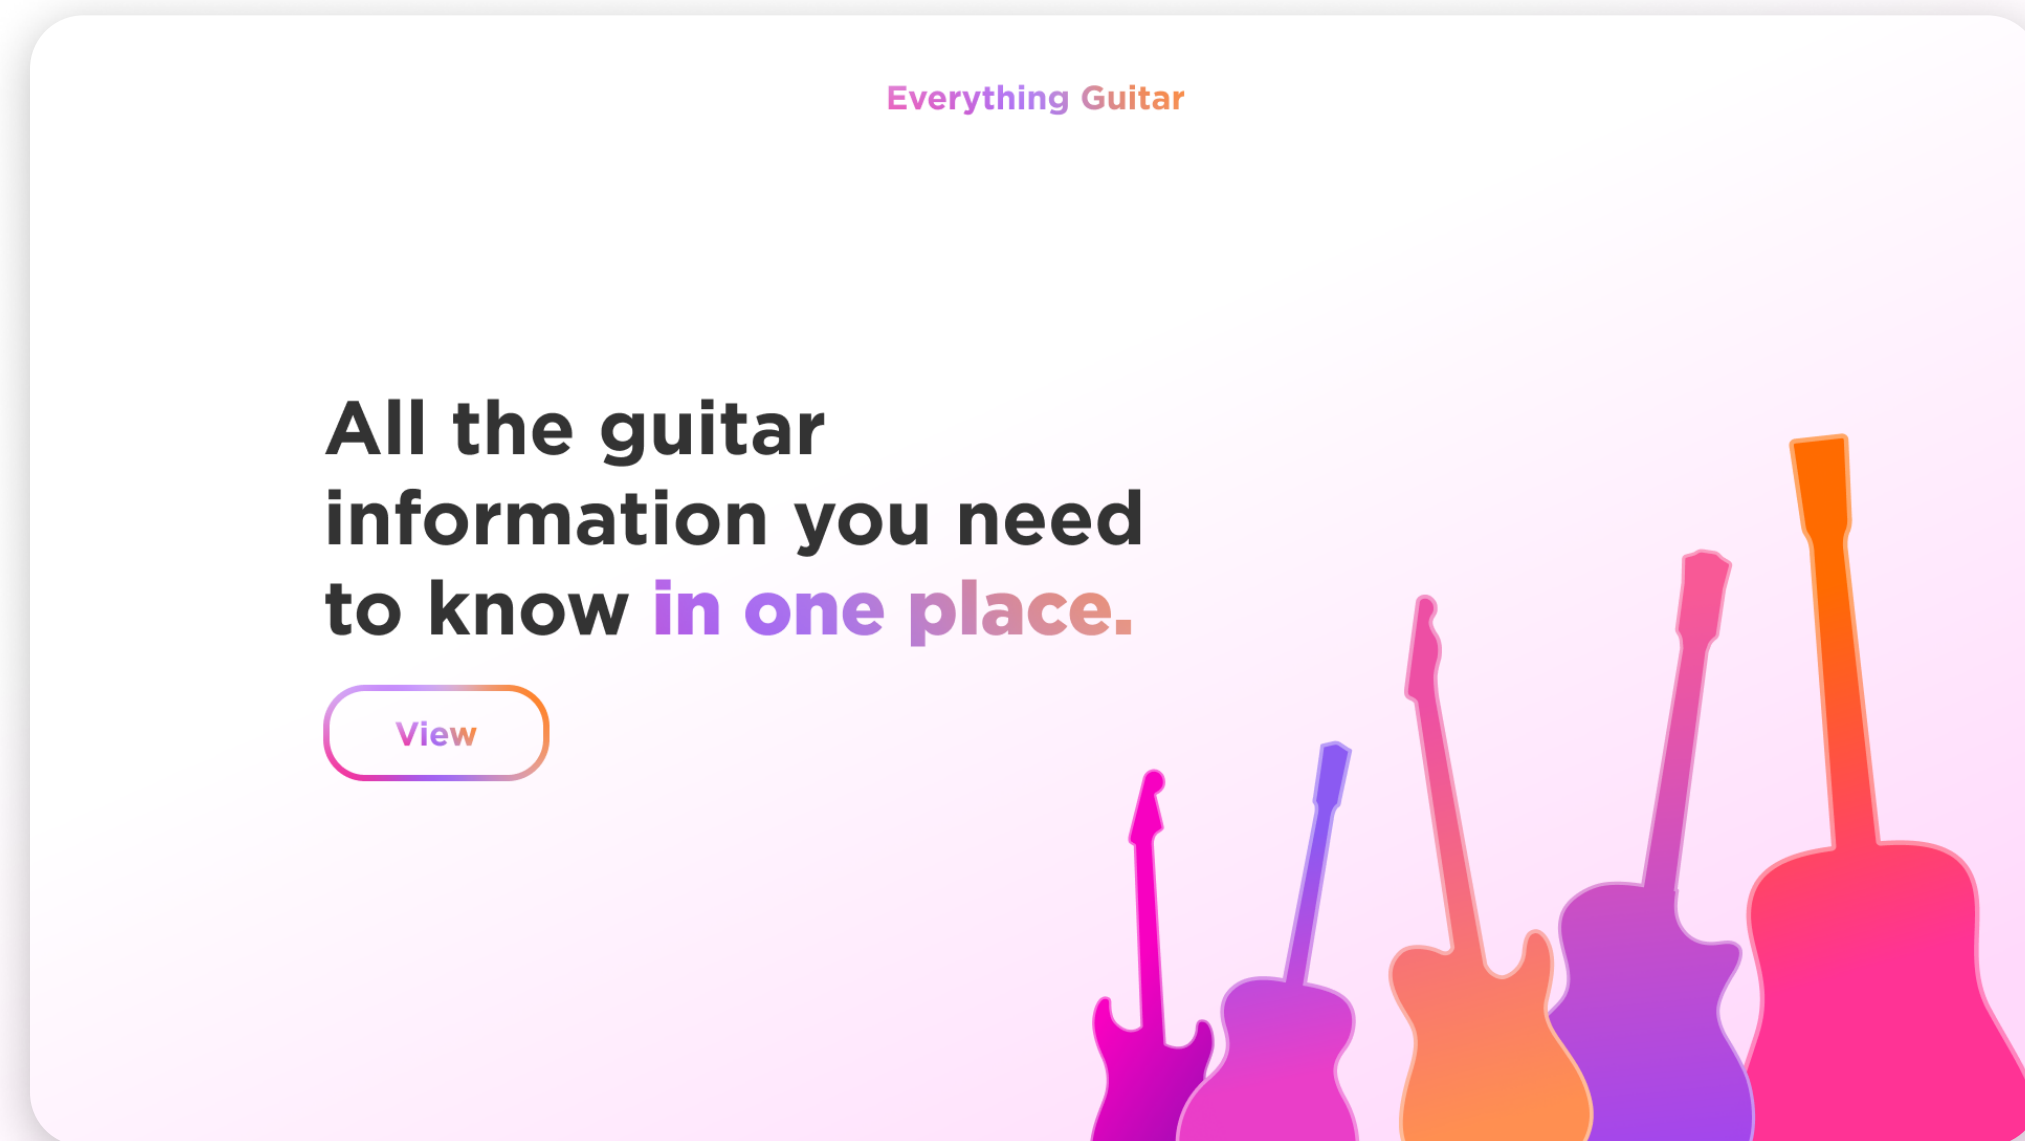 Everything Guitar
All the guitar
information you need
to know in one place.
View